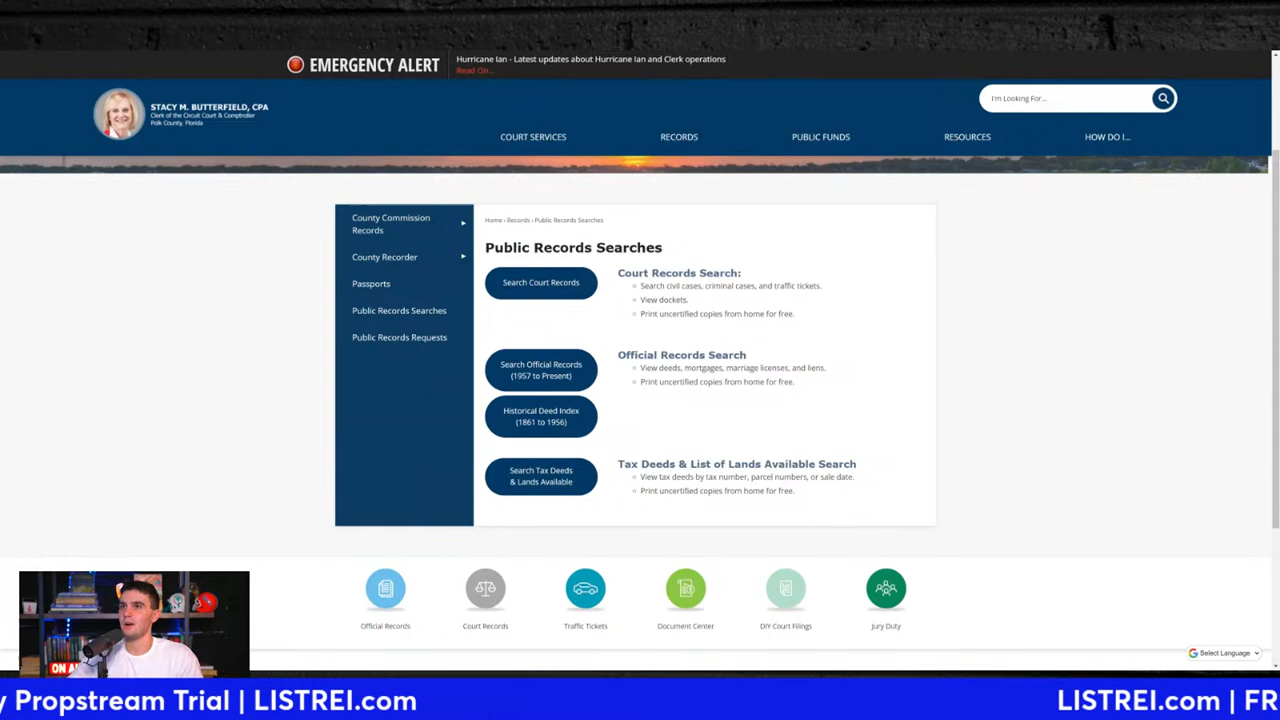 EMERGENCY ALERT
Hurricane Ian - Latest updates about Hurricane Ian and Clerk operations
Read On...
STACY M. BUTTERFIELD, CPA
Clerk of the Circuit Court & Comptroller
Polk County, Florida
I'm Looking For...
COURT SERVICES
RECORDS
PUBLIC FUNDS
RESOURCES
HOW DO I...
County Commission
Records
County Recorder
Passports
Public Records Searches
Public Records Requests
Home › Records › Public Records Searches
Public Records Searches
Search Court Records
Court Records Search:
Search civil cases, criminal cases, and traffic tickets.
View dockets.
Print uncertified copies from home for free.
Search Official Records
(1957 to Present)
Historical Deed Index
(1861 to 1956)
Official Records Search
View deeds, mortgages, marriage licenses, and liens.
Print uncertified copies from home for free.
Search Tax Deeds
& Lands Available
Tax Deeds & List of Lands Available Search
View tax deeds by tax number, parcel numbers, or sale date.
Print uncertified copies from home for free.
Official Records
Court Records
Traffic Tickets
Document Center
DIY Court Filings
Jury Duty
Select Language
ON A
y Propstream Trial | LISTREI.com
LISTREI.com | FR